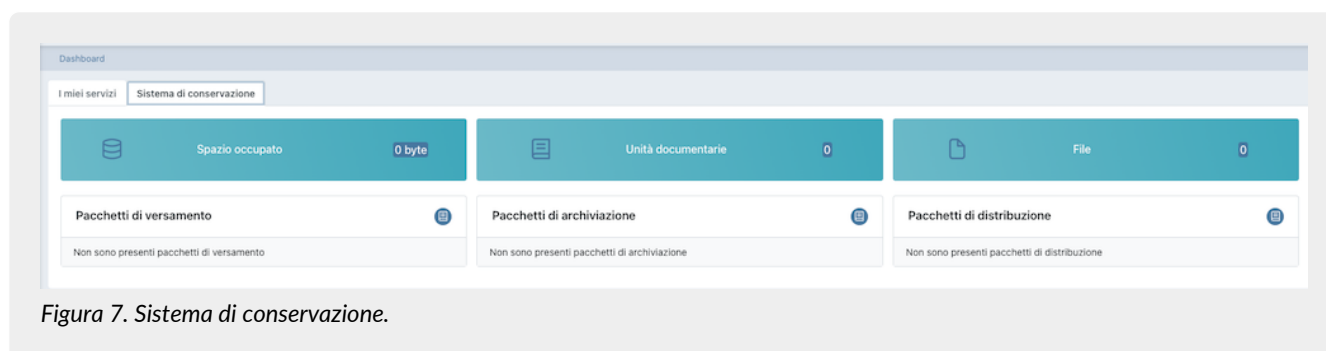 Dashboard
I miei servizi Sistema di conservazione
Spazio occupato 0 byte Unità documentarie 0 File 0
Pacchetti di versamento Pacchetti di archiviazione Pacchetti di distribuzione
Non sono presenti pacchetti di versamento Non sono presenti pacchetti di archiviazione Non sono presenti pacchetti di distribuzione
Figura 7. Sistema di conservazione.